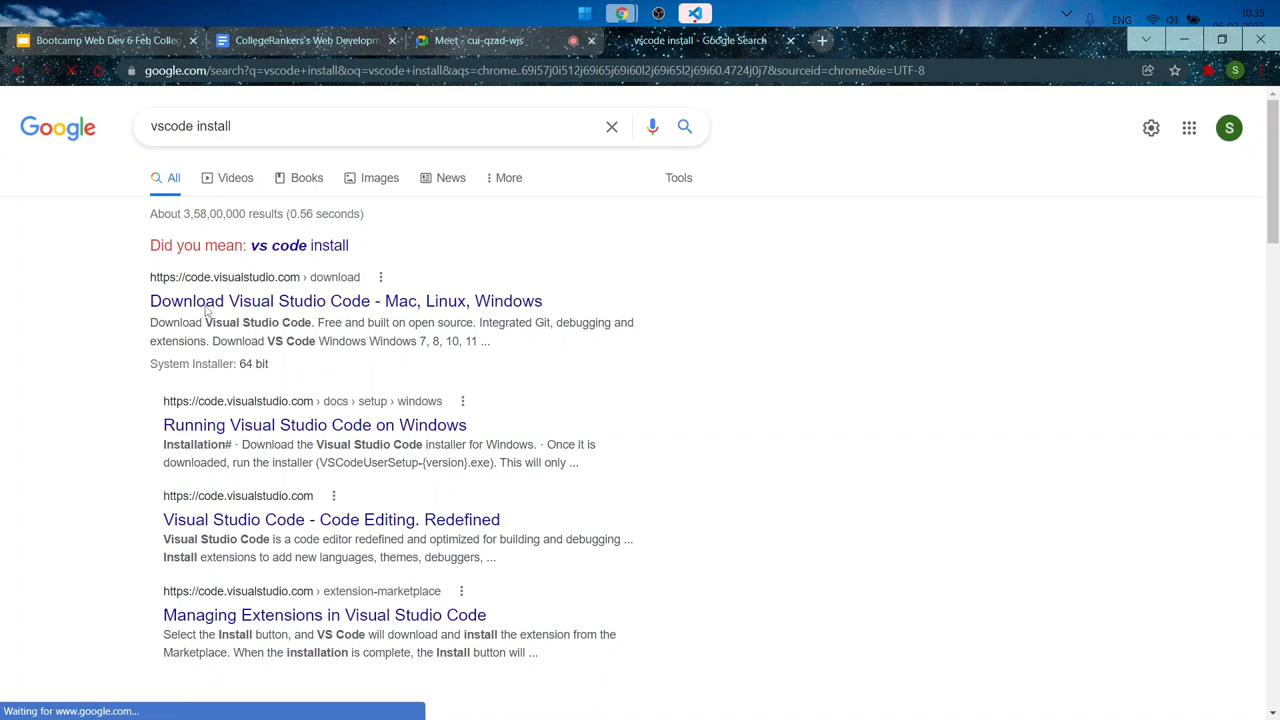 ENG
10:35
Bootcamp Web Dev 6 Feb Colleg
CollegeRankers's Web Developm
Meet - cui-qzad-wjs
vscode install - Google Search
google.com/search?q=vscode+install&oq=vscode+install&aqs=chrome..69i57j0i512j69i65j69i60l2j69i65l2j69i60.4724j0j7&sourceid=chrome&ie=UTF-8
S
Google
vscode install
S
All
Videos
Books
Images
News
More
Tools
About 3,58,00,000 results (0.56 seconds)
Did you mean: vs code install
https://code.visualstudio.com › download
Download Visual Studio Code - Mac, Linux, Windows
Download Visual Studio Code. Free and built on open source. Integrated Git, debugging and
extensions. Download VS Code Windows Windows 7, 8, 10, 11 ...
System Installer: 64 bit
https://code.visualstudio.com › docs › setup › windows
Running Visual Studio Code on Windows
Installation# · Download the Visual Studio Code installer for Windows. · Once it is
downloaded, run the installer (VSCodeUserSetup-{version}.exe). This will only ...
https://code.visualstudio.com
Visual Studio Code - Code Editing. Redefined
Visual Studio Code is a code editor redefined and optimized for building and debugging ...
Install extensions to add new languages, themes, debuggers, ...
https://code.visualstudio.com › extension-marketplace
Managing Extensions in Visual Studio Code
Select the Install button, and VS Code will download and install the extension from the
Marketplace. When the installation is complete, the Install button will ...
Waiting for www.google.com...